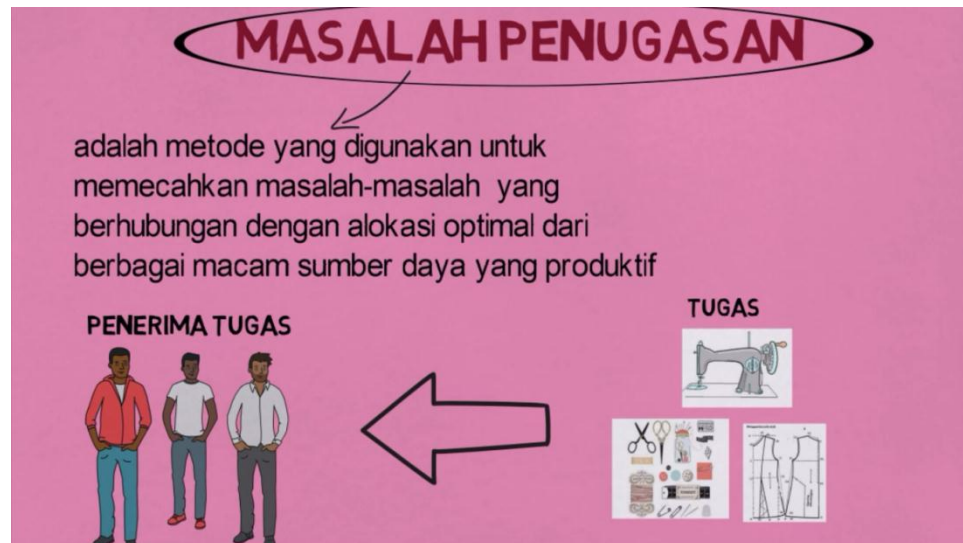 MASALAH PENUGASAN
adalah metode yang digunakan untuk
memecahkan masalah-masalah yang
berhubungan dengan alokasi optimal dari
berbagai macam sumber daya yang produktif
PENERIMA TUGAS
TUGAS